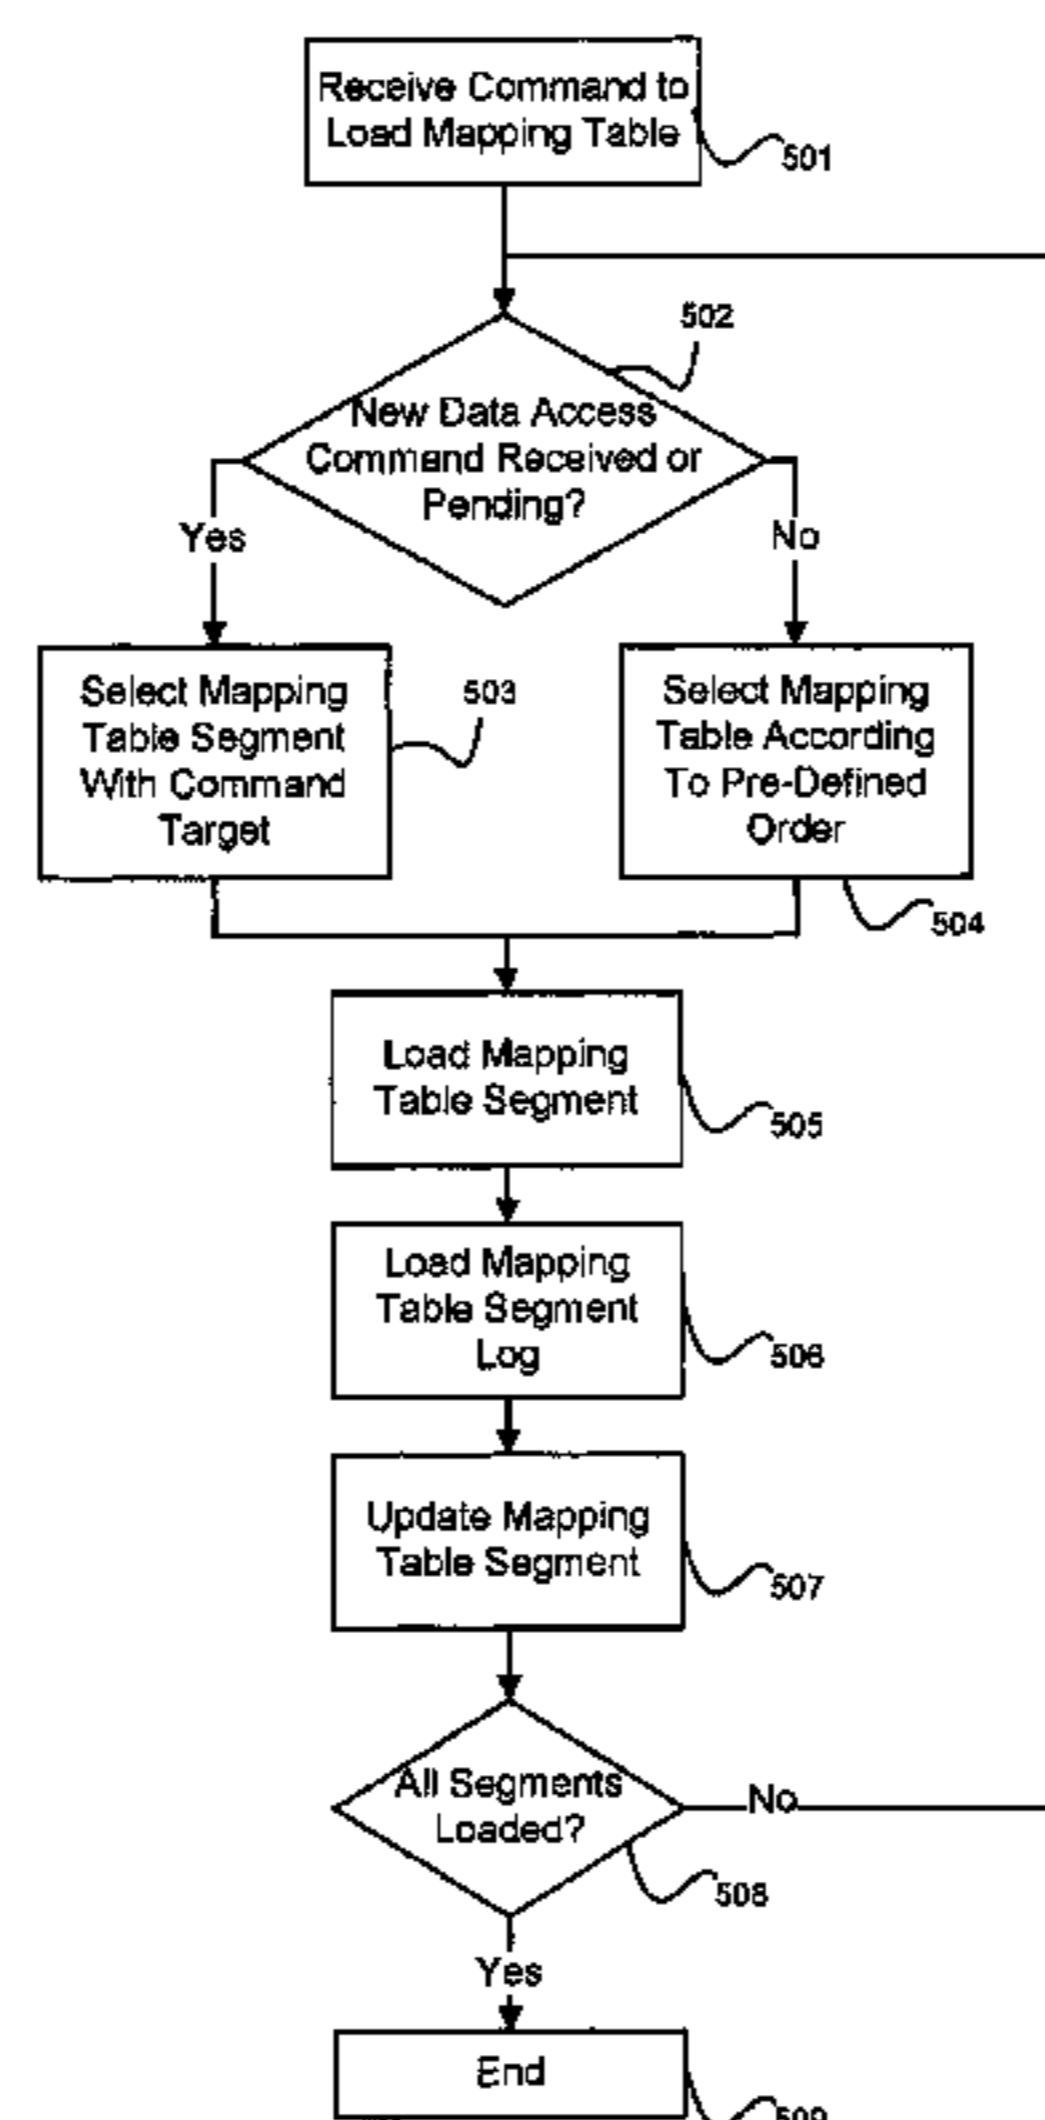 Receive Command to
Load Mapping Table
501
502
New Data Access
Command Received or
Pending?
Yes
No
Select Mapping
Table Segment
With Command
Target
503
Select Mapping
Table According
To Pre-Defined
Order
504
Load Mapping
Table Segment
505
Load Mapping
Table Segment
Log
506
Update Mapping
Table Segment
507
All Segments
Loaded?
No
508
Yes
End